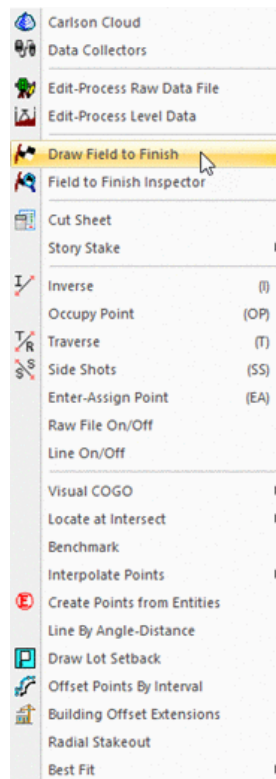 Carlson Cloud
Data Collectors
Edit-Process Raw Data File
Edit-Process Level Data
Draw Field to Finish
Field to Finish Inspector
Cut Sheet
Story Stake
Inverse (I)
Occupy Point (OP)
Traverse (T)
Side Shots (SS)
Enter-Assign Point (EA)
Raw File On/Off
Line On/Off
Visual COGO
Locate at Intersect
Benchmark
Interpolate Points
Create Points from Entities
Line By Angle-Distance
Draw Lot Setback
Offset Points By Interval
Building Offset Extensions
Radial Stakeout
Best Fit